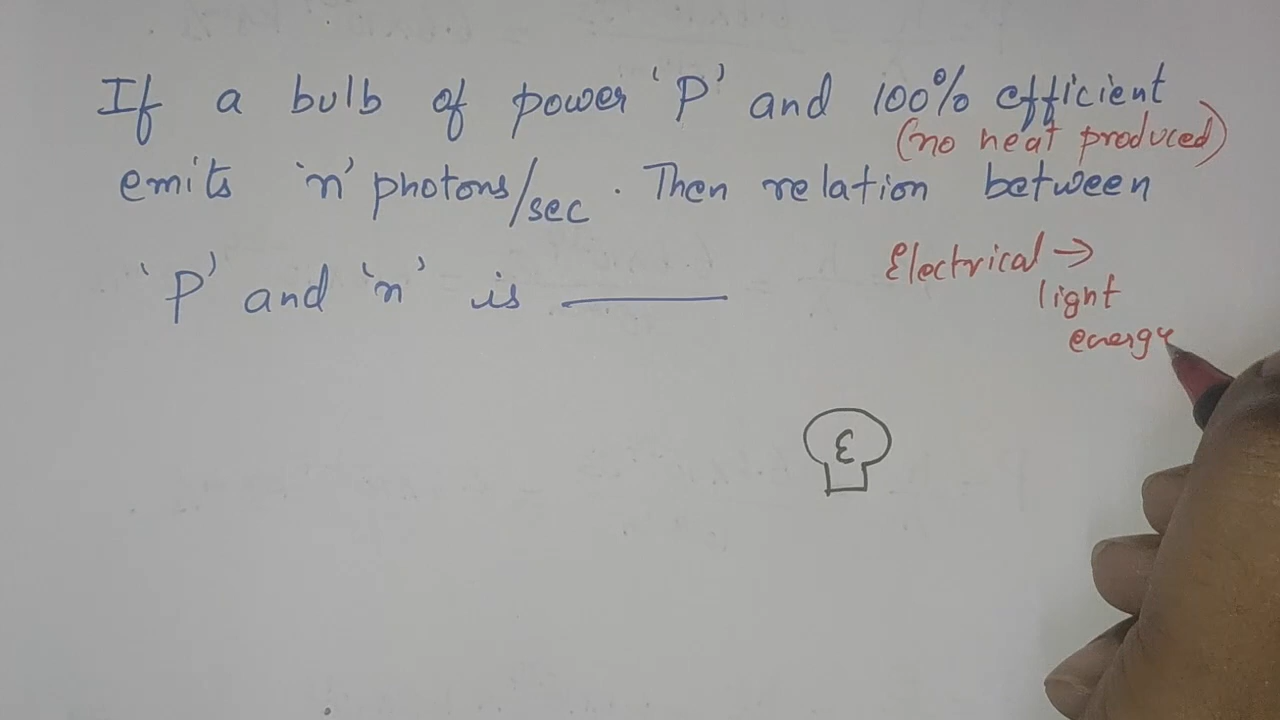 If a bulb of power 'P' and 100% efficient
(no heat produced)
emits 'n' photons/sec. Then relation between
'P' and 'n' is ______
Electrical →
light
energy
ε